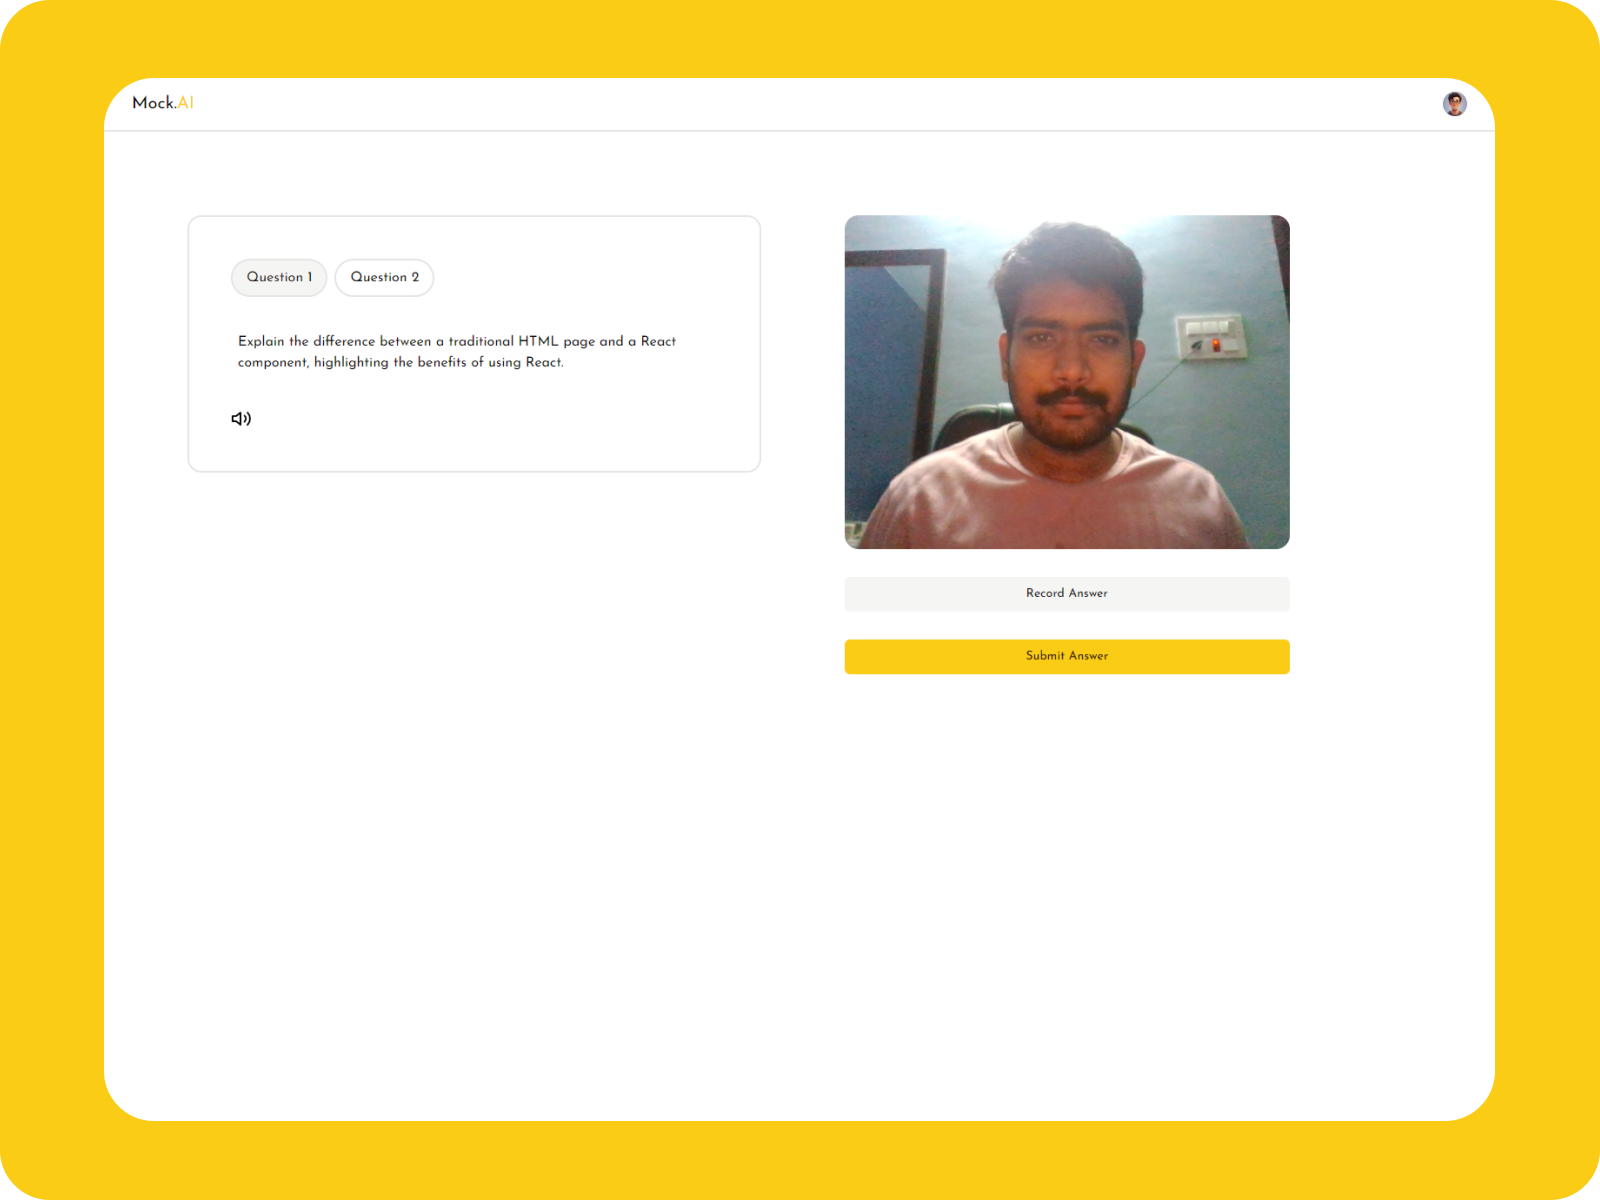 Mock.AI
Question 1
Question 2
Explain the difference between a traditional HTML page and a React
component, highlighting the benefits of using React.
Record Answer
Submit Answer